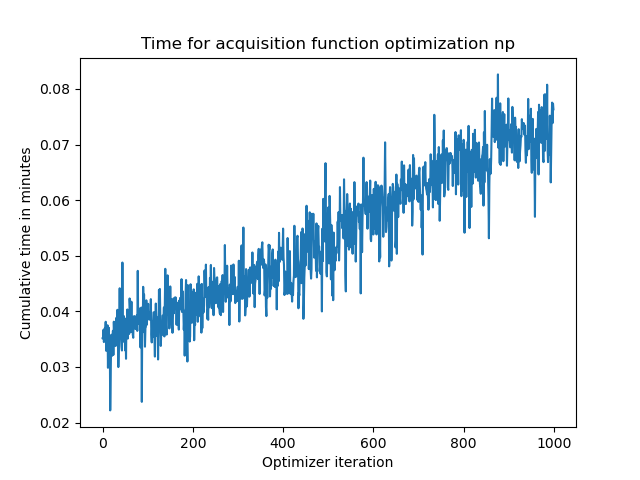 Time for acquisition function optimization np
Cumulative time in minutes
0.08
0.07
0.06
0.05
0.04
0.03
0.02
0 200 400 600 800 1000
Optimizer iteration